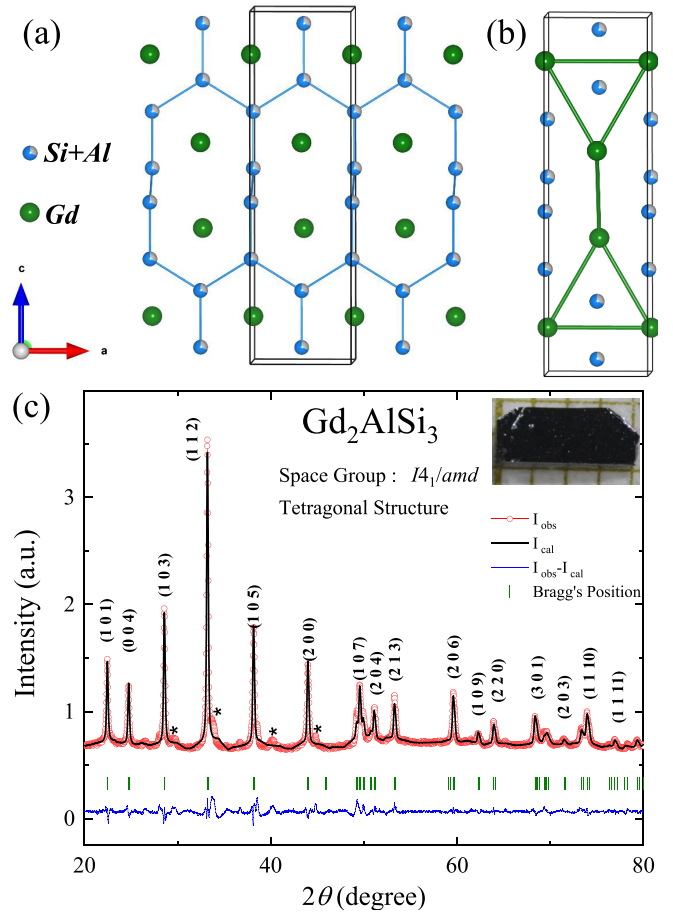 (a)
(b)
Si+Al
Gd
c
a
(c)
Gd2AlSi3
Space Group : I41/amd
Tetragonal Structure
Iobs
Ical
Iobs-Ical
Bragg's Position
(1 0 1)
(0 0 4)
(1 0 3)
*
(1 1 2)
*
(1 0 5)
*
(2 0 0)
*
(1 0 7)
(2 0 4)
(2 1 3)
(2 0 6)
(1 0 9)
(2 2 0)
(3 0 1)
(2 0 3)
(1 1 10)
(1 1 11)
Intensity (a.u.)
3
2
1
0
20
40
60
80
2θ (degree)